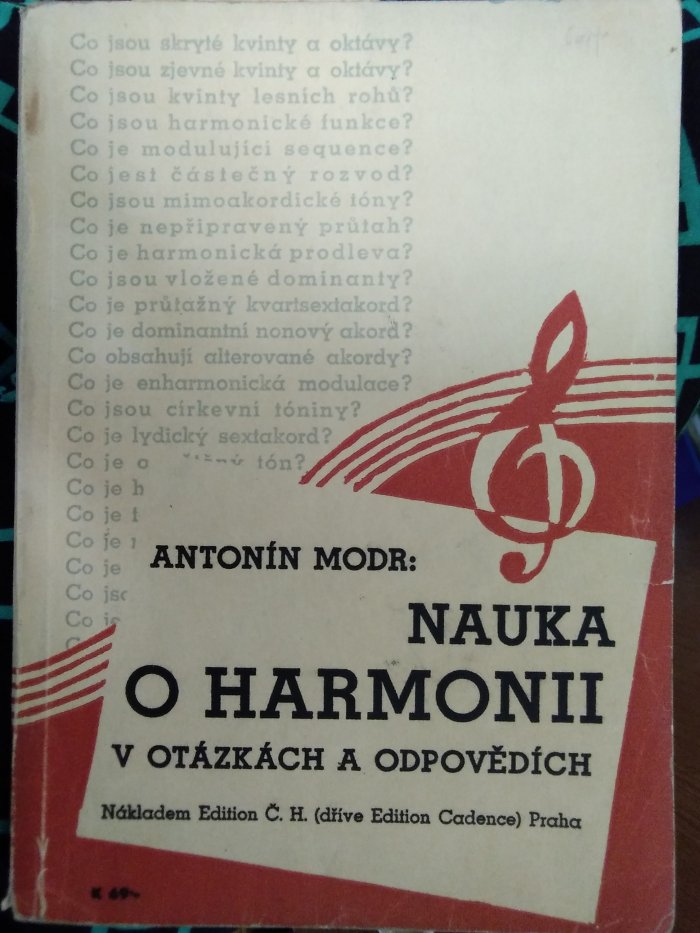 Co jsou skryté kvinty a oktávy?
Co jsou zjevné kvinty a oktávy?
Co jsou kvinty lesních rohů?
Co jsou harmonické funkce?
Co je modulující sequence?
Co jest částečný rozvod?
Co jsou mimoakordické tóny?
Co je nepřipravený průtah?
Co je harmonická prodleva?
Co jsou vložené dominanty?
Co je průtažný kvartsextakord?
Co je dominantní nonový akord?
Co obsahují alterované akordy?
Co je enharmonická modulace?
Co jsou církevní tóniny?
Co je lydický sextakord?
Co je tón?
Co je
Co je
Co je
Co je
Co
Co
ANTONÍN MODR:
NAUKA
O HARMONII
V OTÁZKÁCH A ODPOVĚDÍCH
Nákladem Edition Č. H. (dříve Edition Cadence) Praha
K 69